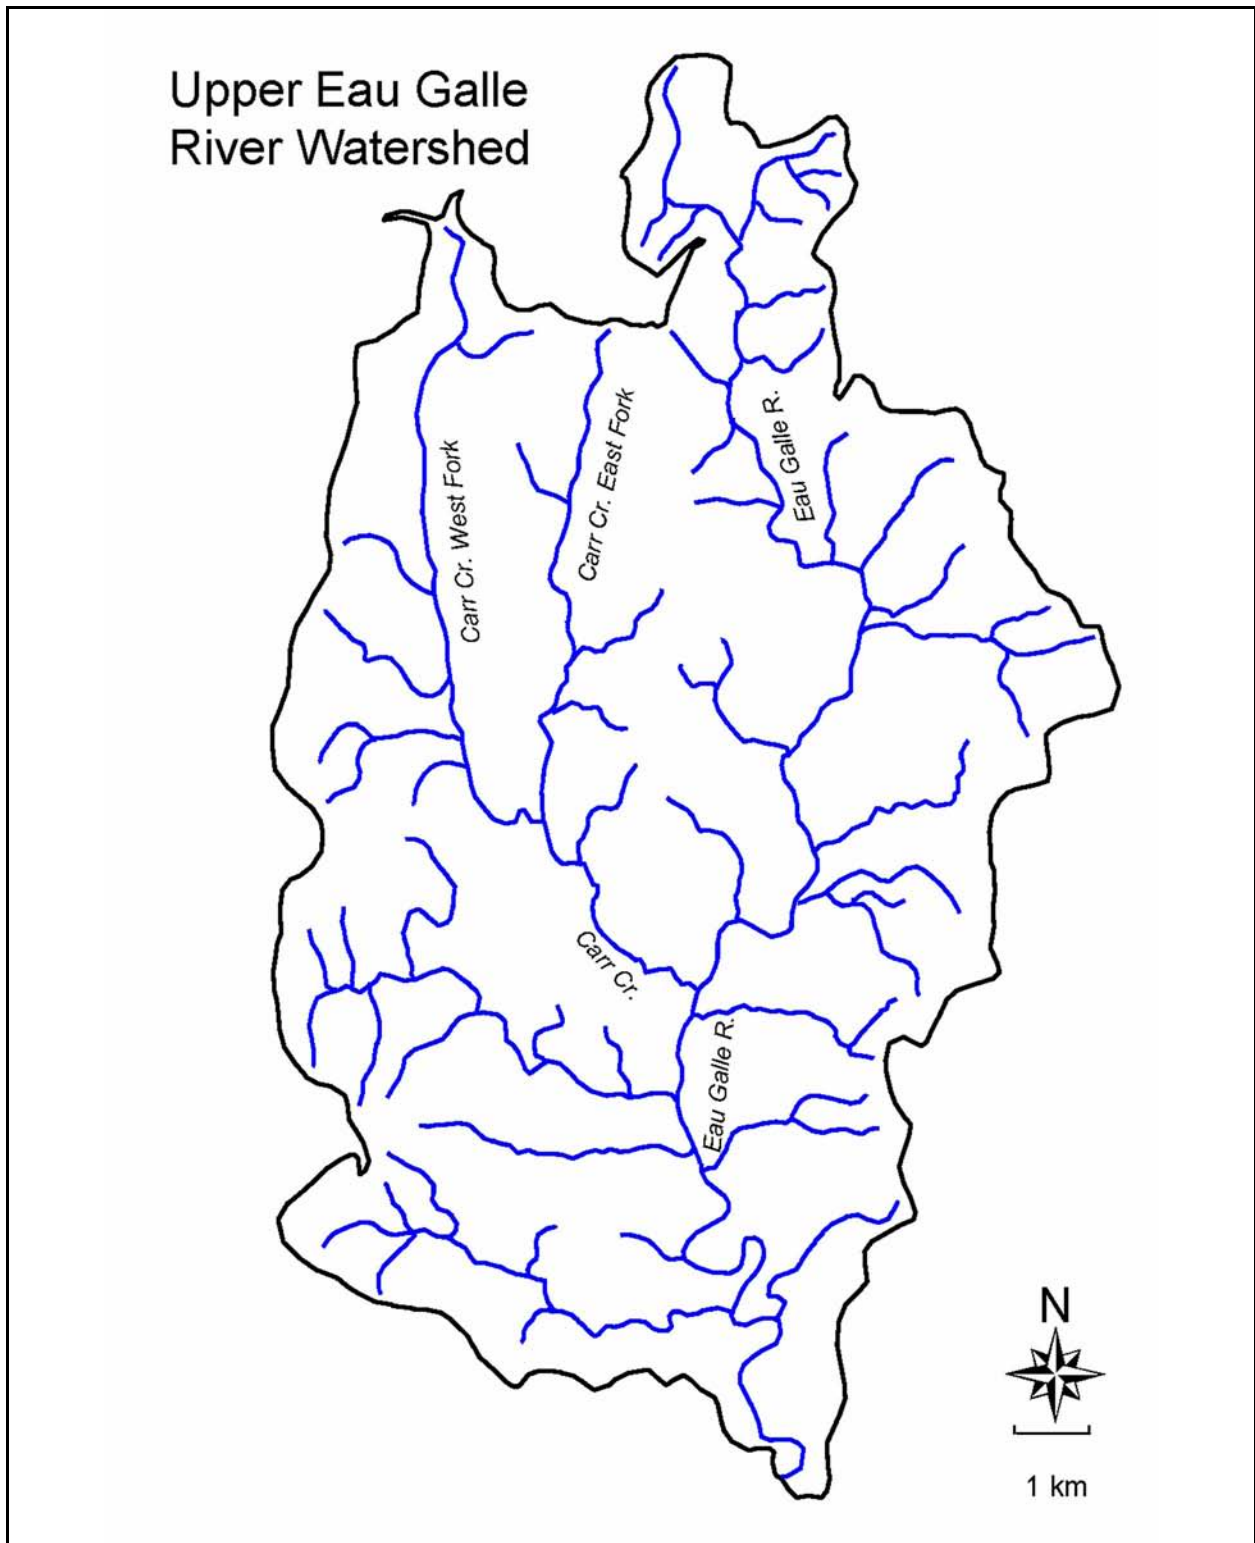 Upper Eau Galle
River Watershed
Eau Galle R.
Carr Cr. East Fork
Carr Cr. West Fork
Carr Cr.
Eau Galle R.
N
1 km